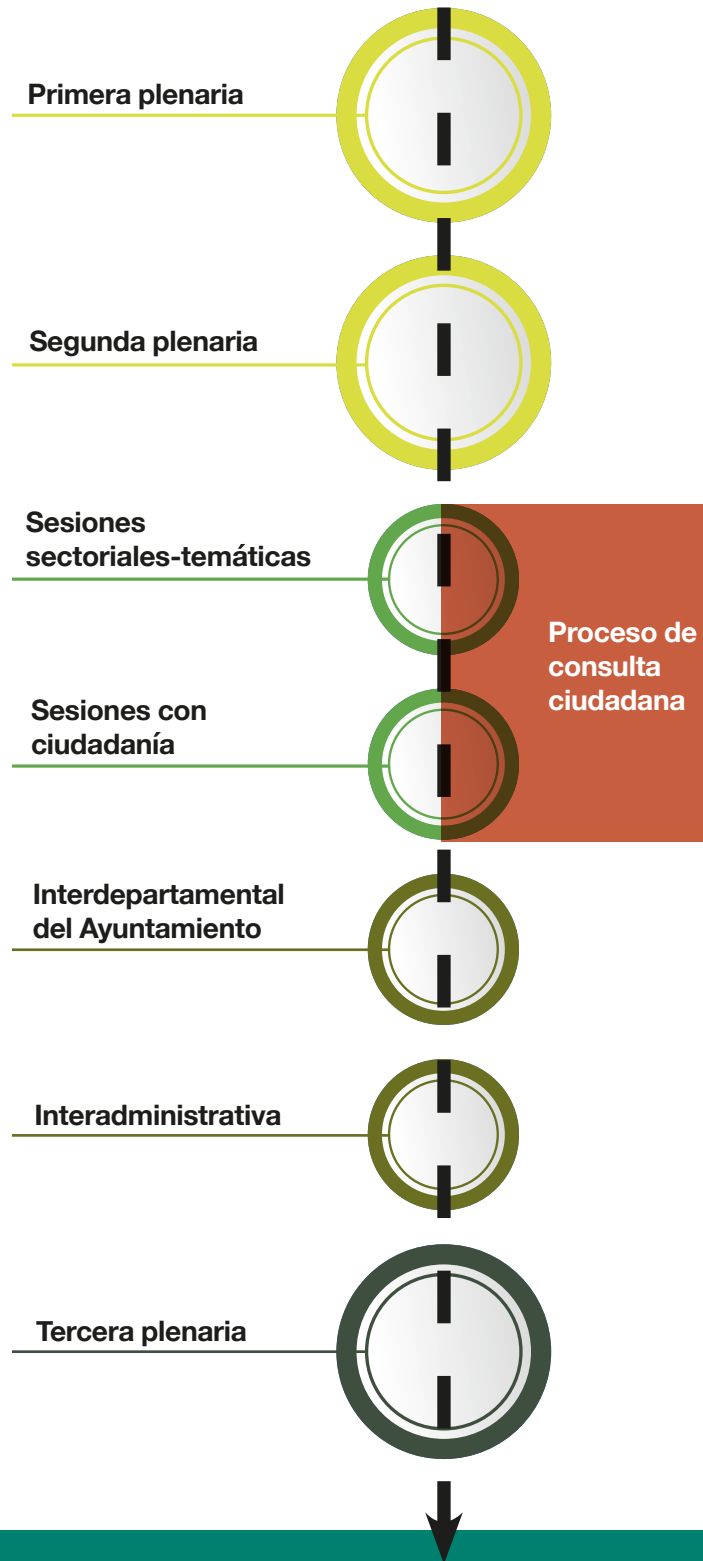 Primera plenaria
Segunda plenaria
Sesiones
sectoriales-temáticas
Proceso de
consulta
ciudadana
Sesiones con
ciudadanía
Interdepartamental
del Ayuntamiento
Interadministrativa
Tercera plenaria